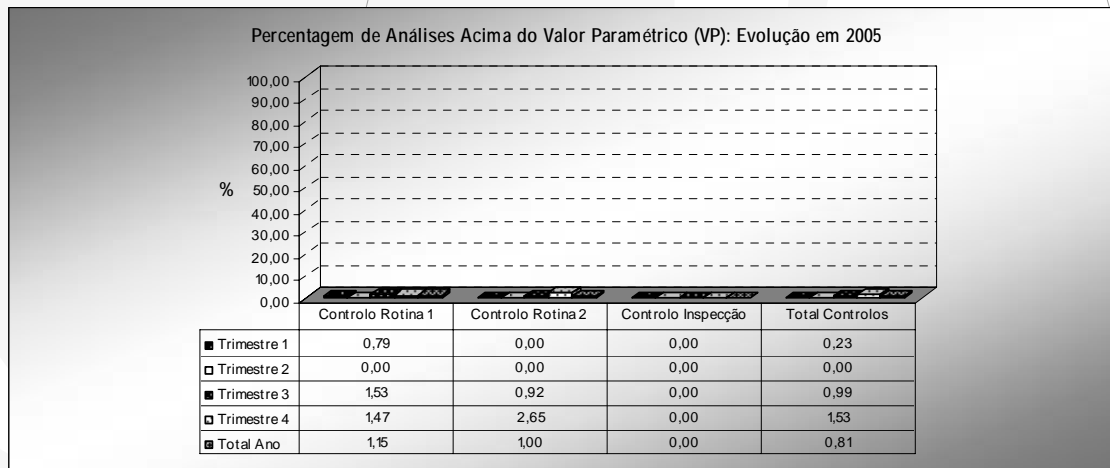 Percentagem de Análises Acima do Valor Paramétrico (VP): Evolução em 2005
100,00
90,00
80,00
70,00
60,00
% 50,00
40,00
30,00
20,00
10,00
0,00
Controlo Rotina 1 Controlo Rotina 2 Controlo Inspecção Total Controlos
Trimestre 1 0,79 0,00 0,00 0,23
Trimestre 2 0,00 0,00 0,00 0,00
Trimestre 3 1,53 0,92 0,00 0,99
Trimestre 4 1,47 2,65 0,00 1,53
Total Ano 1,15 1,00 0,00 0,81